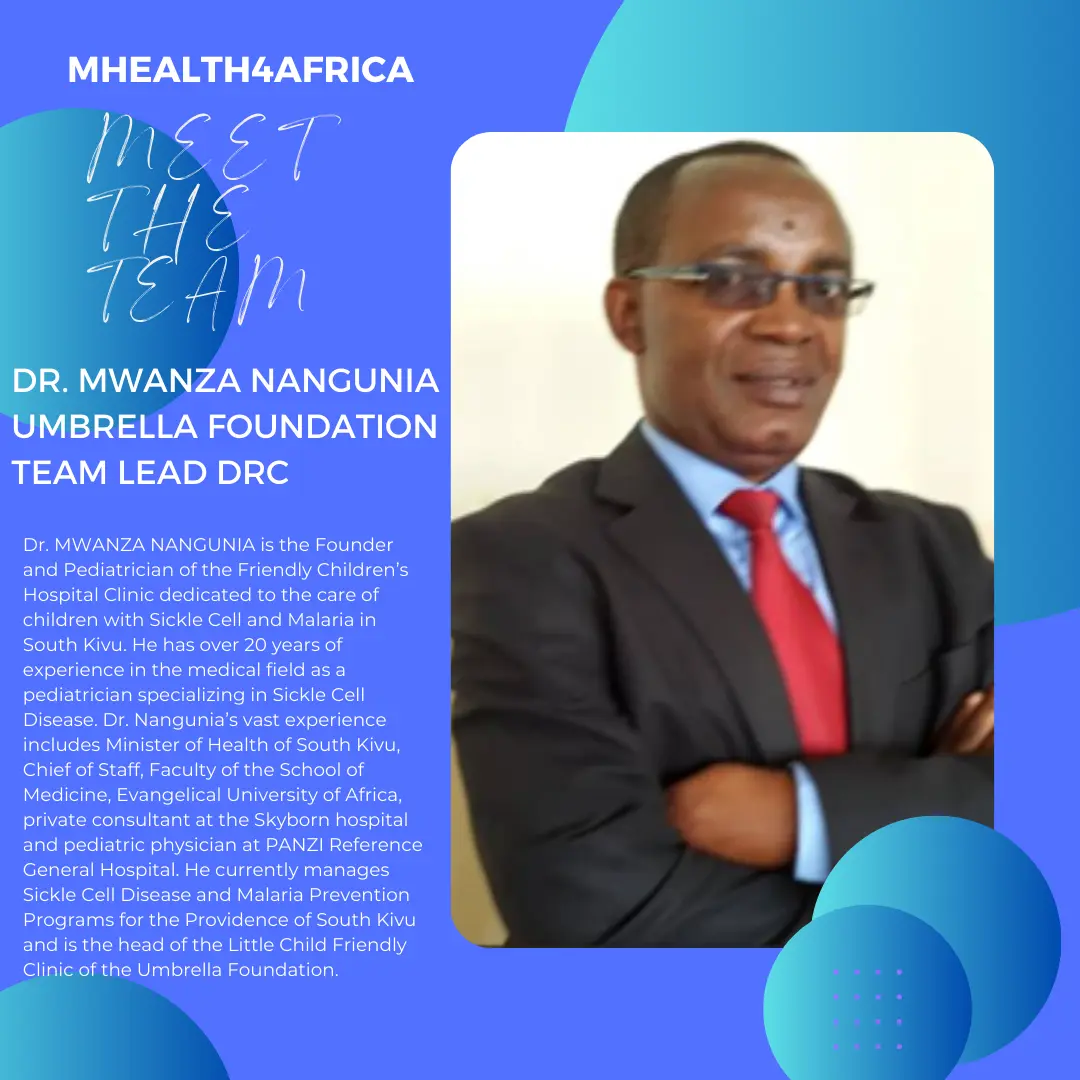 MHEALTH4AFRICA
MEET
THE
TEAM
DR. MWANZA NANGUNIA
UMBRELLA FOUNDATION
TEAM LEAD DRC
Dr. MWANZA NANGUNIA is the Founder
and Pediatrician of the Friendly Children's
Hospital Clinic dedicated to the care of
children with Sickle Cell and Malaria in
South Kivu. He has over 20 years of
experience in the medical field as a
pediatrician specializing in Sickle Cell
Disease. Dr. Nangunia's vast experience
includes Minister of Health of South Kivu,
Chief of Staff, Faculty of the School of
Medicine, Evangelical University of Africa,
private consultant at the Skyborn hospital
and pediatric physician at PANZI Reference
General Hospital. He currently manages
Sickle Cell Disease and Malaria Prevention
Programs for the Providence of South Kivu
and is the head of the Little Child Friendly
Clinic of the Umbrella Foundation.